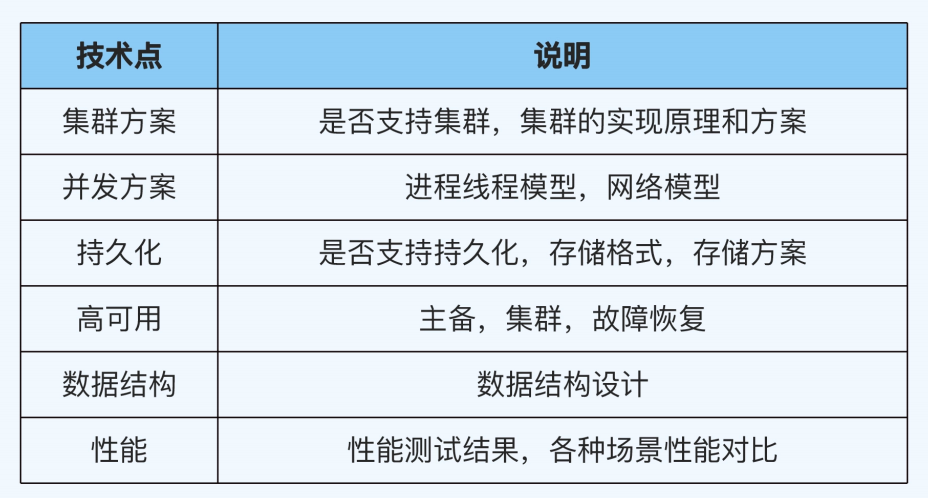 技术点 说明
集群方案 是否支持集群，集群的实现原理和方案
并发方案 进程线程模型，网络模型
持久化 是否支持持久化，存储格式，存储方案
高可用 主备，集群，故障恢复
数据结构 数据结构设计
性能 性能测试结果，各种场景性能对比